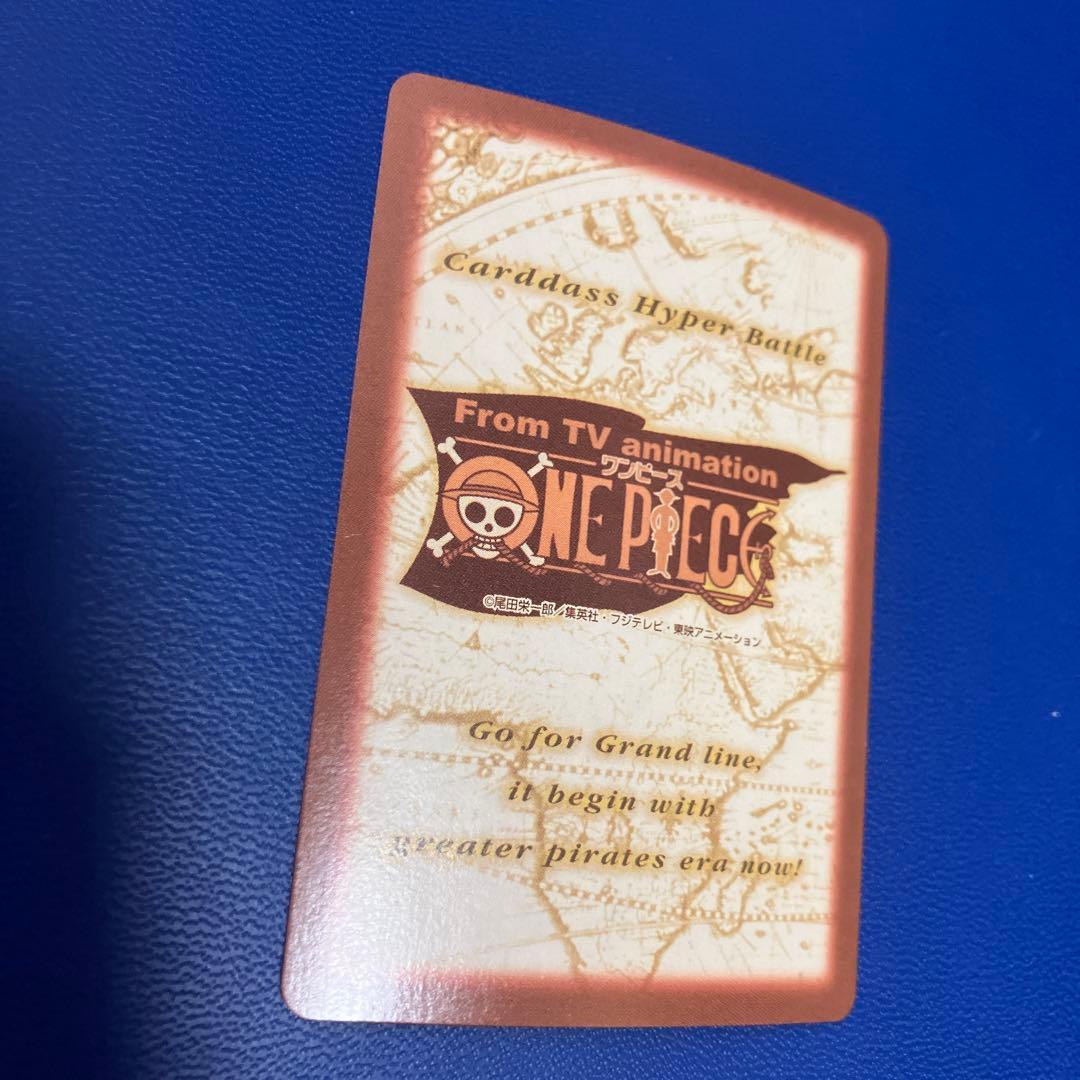 Carddass Hyper Battle
From TV animation
ワンピース
ONE PIECE
©尾田栄一郎/集英社・フジテレビ・東映アニメーション
Go for Grand line,
it begin with
greater pirates era now!